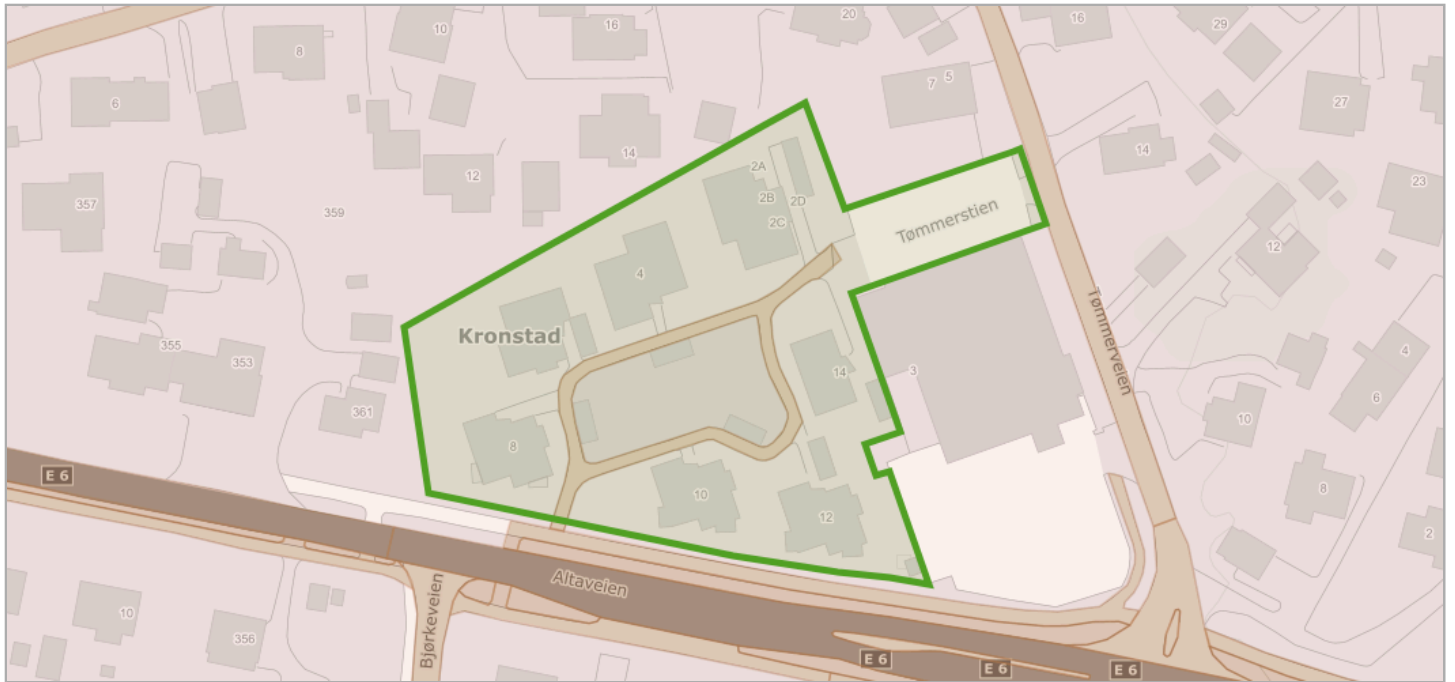 10
16
20
16
29
8
7
5
27
6
14
14
12
2A
23
2B
2D
357
359
2C
Tømmerstien
12
4
Kronstad
Tømmerveien
355
353
4
14
3
361
6
10
8
E 6
8
10
12
2
Altaveien
Bjørkeveien
10
356
E 6
E 6
E 6